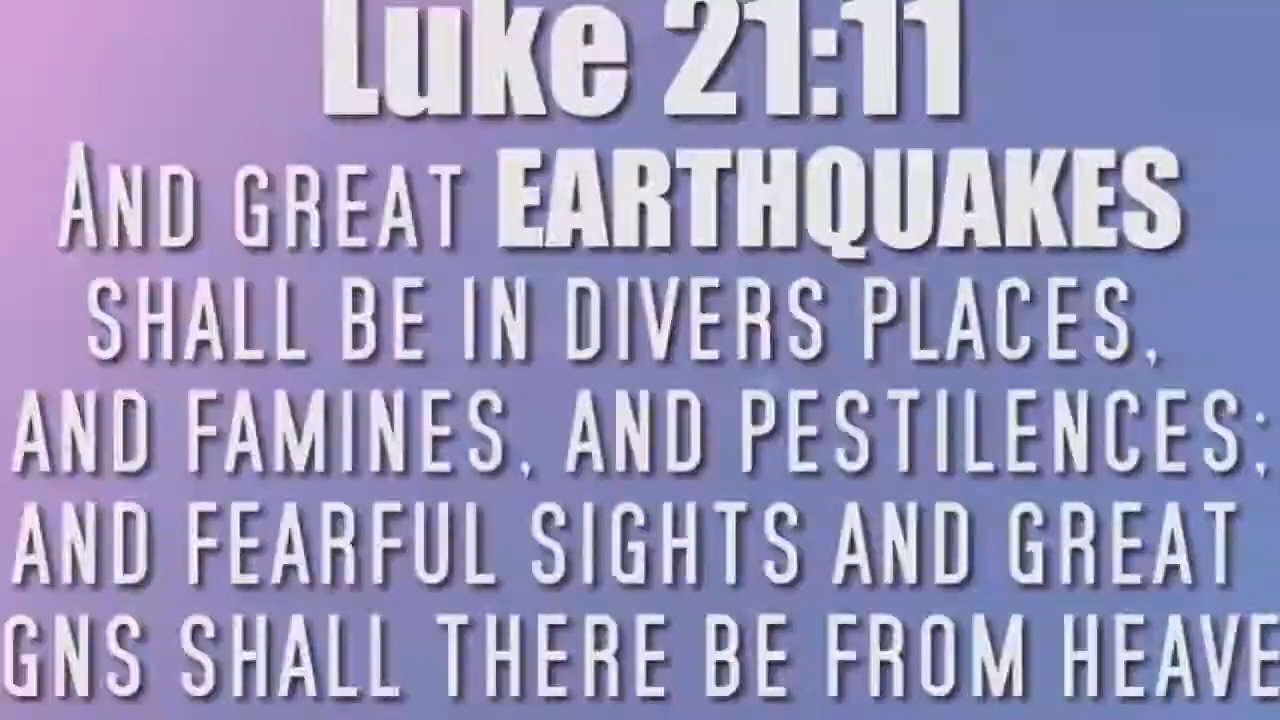 Luke 21:11
AND GREAT EARTHQUAKES
SHALL BE IN DIVERS PLACES,
AND FAMINES, AND PESTILENCES;
AND FEARFUL SIGHTS AND GREAT
GNS SHALL THERE BE FROM HEAVE